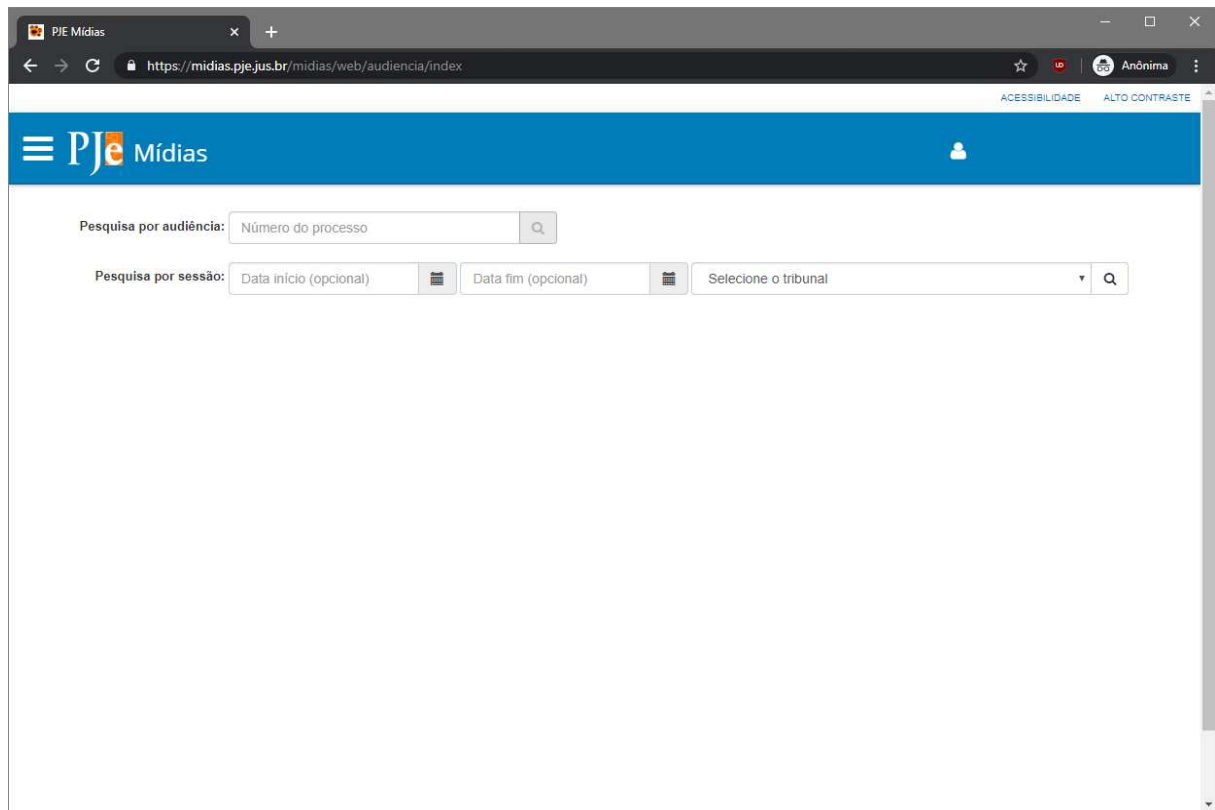 PJE Mídias
https://midias.pje.jus.br/midias/web/audiencia/index
Anônima
ACESSIBILIDADE ALTO CONTRASTE
PJe Mídias
Pesquisa por audiência: Número do processo
Pesquisa por sessão: Data início (opcional) Data fim (opcional) Selecione o tribunal